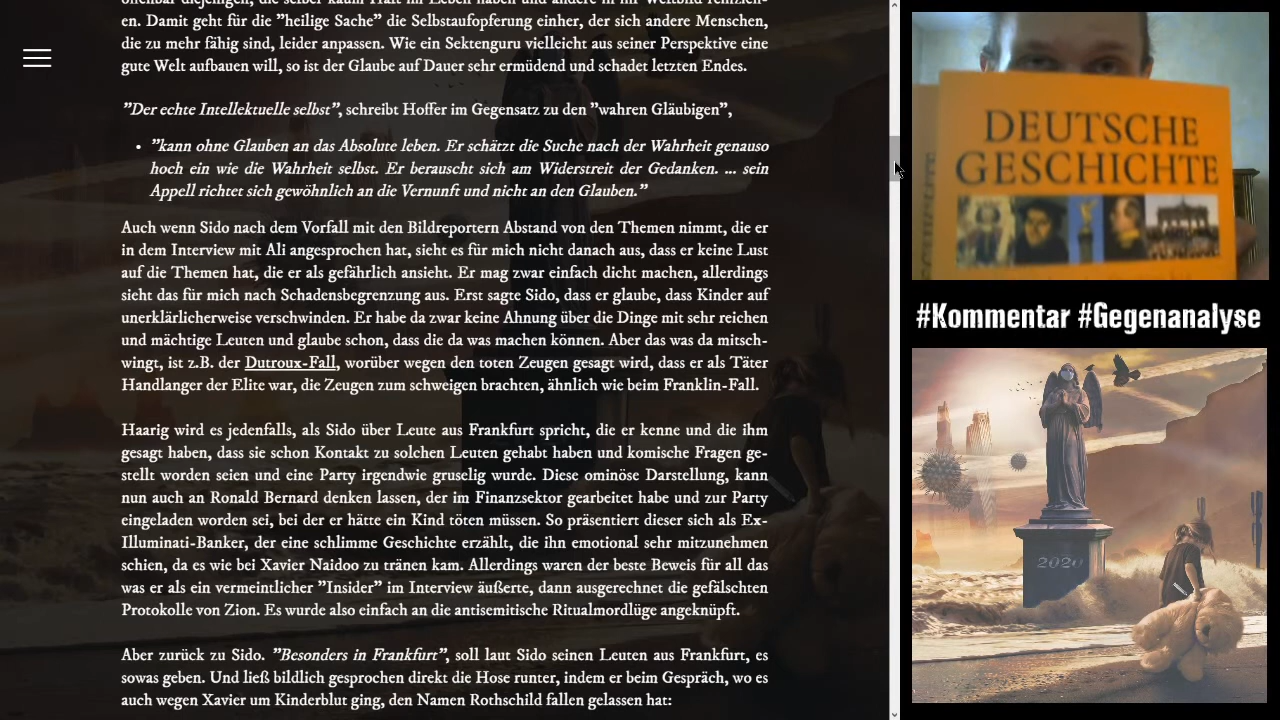 offenbar diejenigen, die selber kaum Halt im Leben haben und andere in ihr Weltbild reinzieh-
en. Damit geht für die "heilige Sache" die Selbstaufopferung einher, der sich andere Menschen,
die zu mehr fähig sind, leider anpassen. Wie ein Sektenguru vielleicht aus seiner Perspektive eine
gute Welt aufbauen will, so ist der Glaube auf Dauer sehr ermüdend und schadet letzten Endes.
"Der echte Intellektuelle selbst", schreibt Hoffer im Gegensatz zu den "wahren Gläubigen",
• "kann ohne Glauben an das Absolute leben. Er schätzt die Suche nach der Wahrheit genauso
hoch ein wie die Wahrheit selbst. Er berauscht sich am Widerstreit der Gedanken. ... sein
Appell richtet sich gewöhnlich an die Vernunft und nicht an den Glauben."
Auch wenn Sido nach dem Vorfall mit den Bildreportern Abstand von den Themen nimmt, die er
in dem Interview mit Ali angesprochen hat, sieht es für mich nicht danach aus, dass er keine Lust
auf die Themen hat, die er als gefährlich ansieht. Er mag zwar einfach dicht machen, allerdings
sieht das für mich nach Schadensbegrenzung aus. Erst sagte Sido, dass er glaube, dass Kinder auf
unerklärlicherweise verschwinden. Er habe da zwar keine Ahnung über die Dinge mit sehr reichen
und mächtige Leuten und glaube schon, dass die da was machen können. Aber das was da mitsch-
wingt, ist z.B. der Dutroux-Fall, worüber wegen den toten Zeugen gesagt wird, dass er als Täter
Handlanger der Elite war, die Zeugen zum schweigen brachten, ähnlich wie beim Franklin-Fall.
Haarig wird es jedenfalls, als Sido über Leute aus Frankfurt spricht, die er kenne und die ihm
gesagt haben, dass sie schon Kontakt zu solchen Leuten gehabt haben und komische Fragen ge-
stellt worden seien und eine Party irgendwie gruselig wurde. Diese ominöse Darstellung, kann
nun auch an Ronald Bernard denken lassen, der im Finanzsektor gearbeitet habe und zur Party
eingeladen worden sei, bei der er hätte ein Kind töten müssen. So präsentiert dieser sich als Ex-
Illuminati-Banker, der eine schlimme Geschichte erzählt, die ihn emotional sehr mitzunehmen
schien, da es wie bei Xavier Naidoo zu tränen kam. Allerdings waren der beste Beweis für all das
was er als ein vermeintlicher "Insider" im Interview äußerte, dann ausgerechnet die gefälschten
Protokolle von Zion. Es wurde also einfach an die antisemitische Ritualmordlüge angeknüpft.
Aber zurück zu Sido. "Besonders in Frankfurt", soll laut Sido seinen Leuten aus Frankfurt, es
sowas geben. Und ließ bildlich gesprochen direkt die Hose runter, indem er beim Gespräch, wo es
auch wegen Xavier um Kinderblut ging, den Namen Rothschild fallen gelassen hat:
DEUTSCHE
GESCHICHTE
#Kommentar #Gegenanalyse
2020